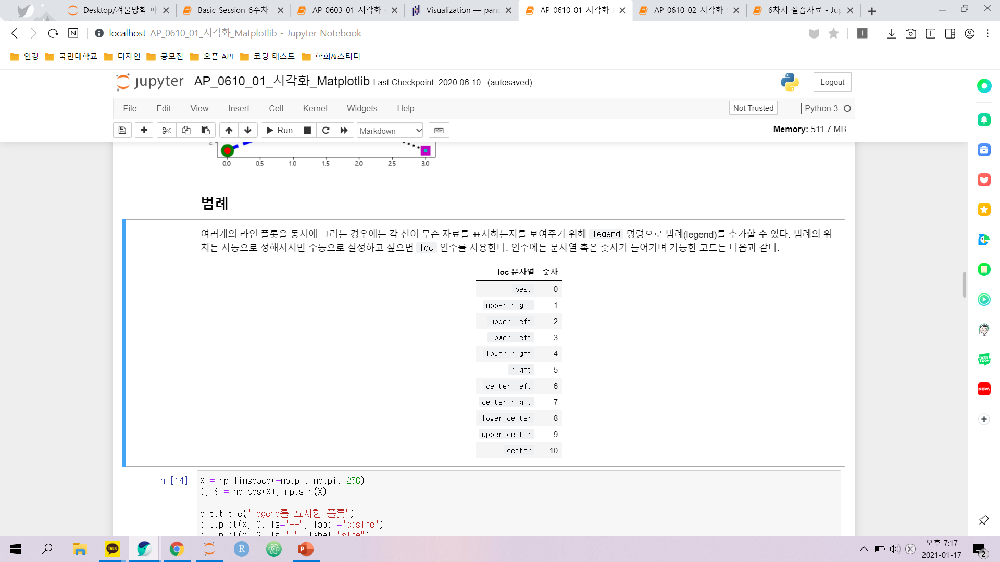 Desktop/겨울방학 파
Basic_Session_6주차
AP_0603_01_시각화
Visualization — pand
AP_0610_01_시각화_
AP_0610_02_시각화_
6차시 실습자료 - Jup
localhost AP_0610_01_시각화_Matplotlib - Jupyter Notebook
인강
국민대학교
디자인
공모전
오픈 API
코딩 테스트
학회&스터디
jupyter AP_0610_01_시각화_Matplotlib Last Checkpoint: 2020.06.10 (autosaved)
Logout
File Edit View Insert Cell Kernel Widgets Help
Not Trusted
Python 3
Run
Markdown
Memory: 511.7 MB
2
0.0 0.5 1.0 1.5 2.0 2.5 3.0
범례
여러개의 라인 플롯을 동시에 그리는 경우에는 각 선이 무슨 자료를 표시하는지를 보여주기 위해 legend 명령으로 범례(legend)를 추가할 수 있다. 범례의 위
치는 자동으로 정해지지만 수동으로 설정하고 싶으면 loc 인수를 사용한다. 인수에는 문자열 혹은 숫자가 들어가며 가능한 코드는 다음과 같다.
loc 문자열 숫자
best 0
upper right 1
upper left 2
lower left 3
lower right 4
right 5
center left 6
center right 7
lower center 8
upper center 9
center 10
In [14]:
X = np.linspace(-np.pi, np.pi, 256)
C, S = np.cos(X), np.sin(X)
plt.title("legend를 표시한 플롯")
plt.plot(X, C, ls="--", label="cosine")
plt.plot(X, S, ls=":", label="sine")
WEB
TOON
NOW.
TALK
R
P
오후 7:17
2021-01-17
2